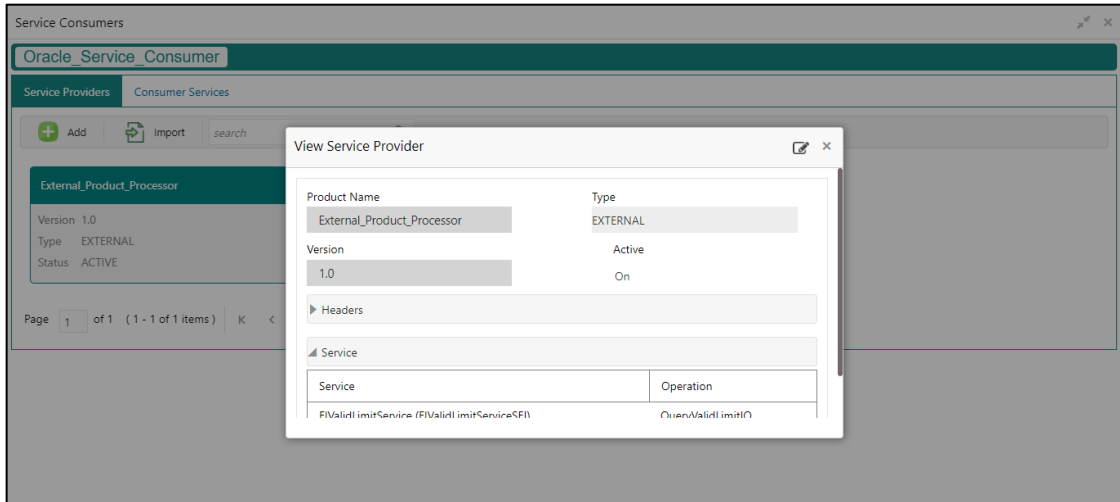 Service Consumers
Oracle_Service_Consumer
Service Providers Consumer Services
Add Import search
External_Product_Processor
Version 1.0
Type EXTERNAL
Status ACTIVE
Page 1 of 1 (1 - 1 of 1 items)
View Service Provider
Product Name Type
External_Product_Processor EXTERNAL
Version Active
1.0 On
Headers
Service
Service Operation